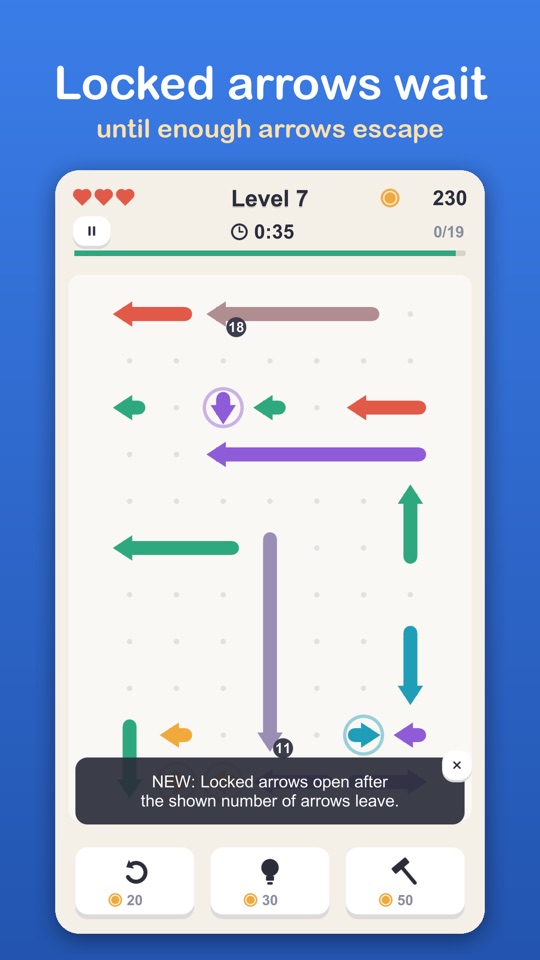 Locked arrows wait
until enough arrows escape
Level 7
230
0:35
0/19
18
11
NEW: Locked arrows open after
the shown number of arrows leave.
20
30
50